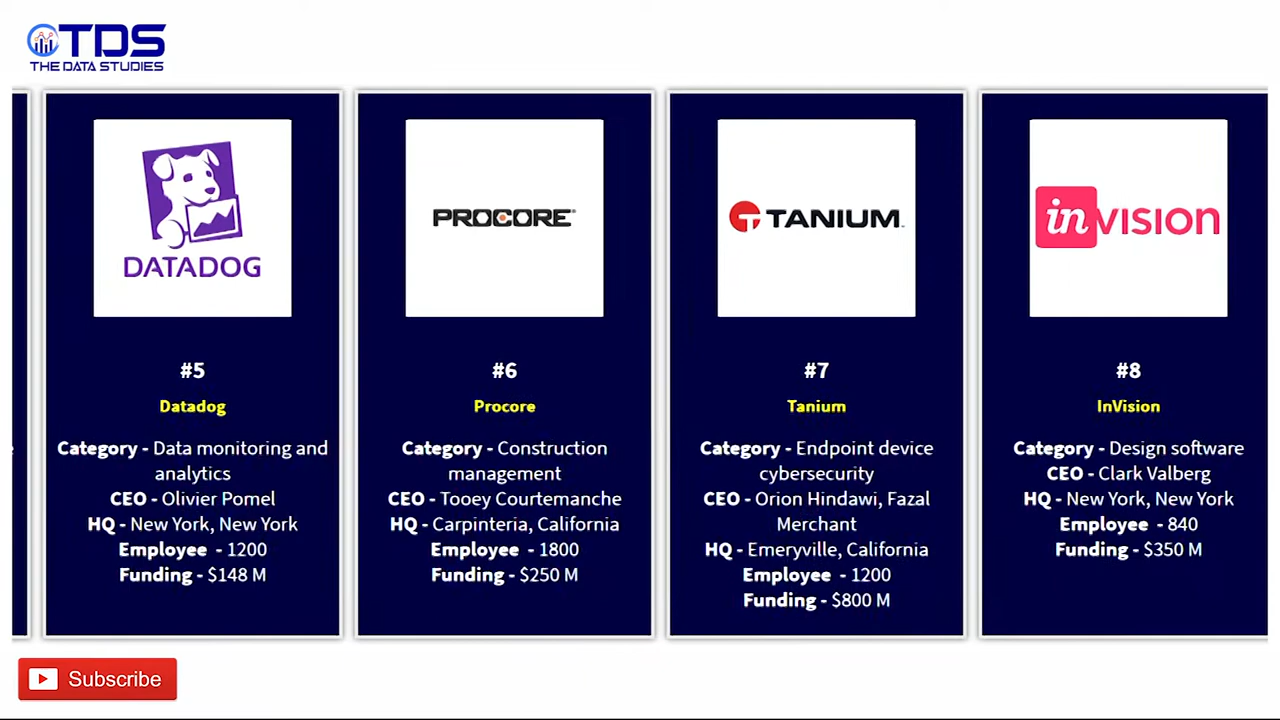 TDS
THE DATA STUDIES
DATADOG
#5
Datadog
Category - Data monitoring and
analytics
CEO - Olivier Pomel
HQ - New York, New York
Employee - 1200
Funding - $148 M
PROCORE®
#6
Procore
Category - Construction
management
CEO - Tooey Courtemanche
HQ - Carpinteria, California
Employee - 1800
Funding - $250 M
TANIUM
#7
Tanium
Category - Endpoint device
cybersecurity
CEO - Orion Hindawi, Fazal
Merchant
HQ - Emeryville, California
Employee - 1200
Funding - $800 M
inVISION
#8
InVision
Category - Design software
CEO - Clark Valberg
HQ - New York, New York
Employee - 840
Funding - $350 M
Subscribe